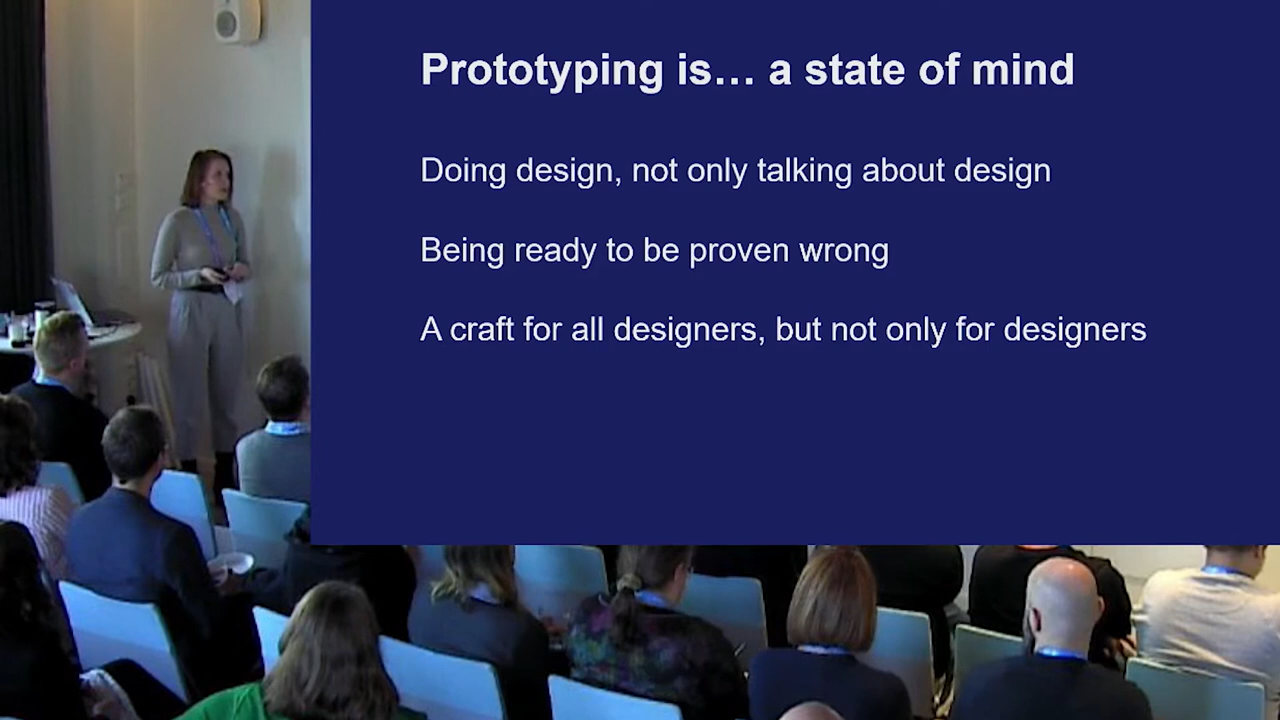 Prototyping is… a state of mind
Doing design, not only talking about design
Being ready to be proven wrong
A craft for all designers, but not only for designers